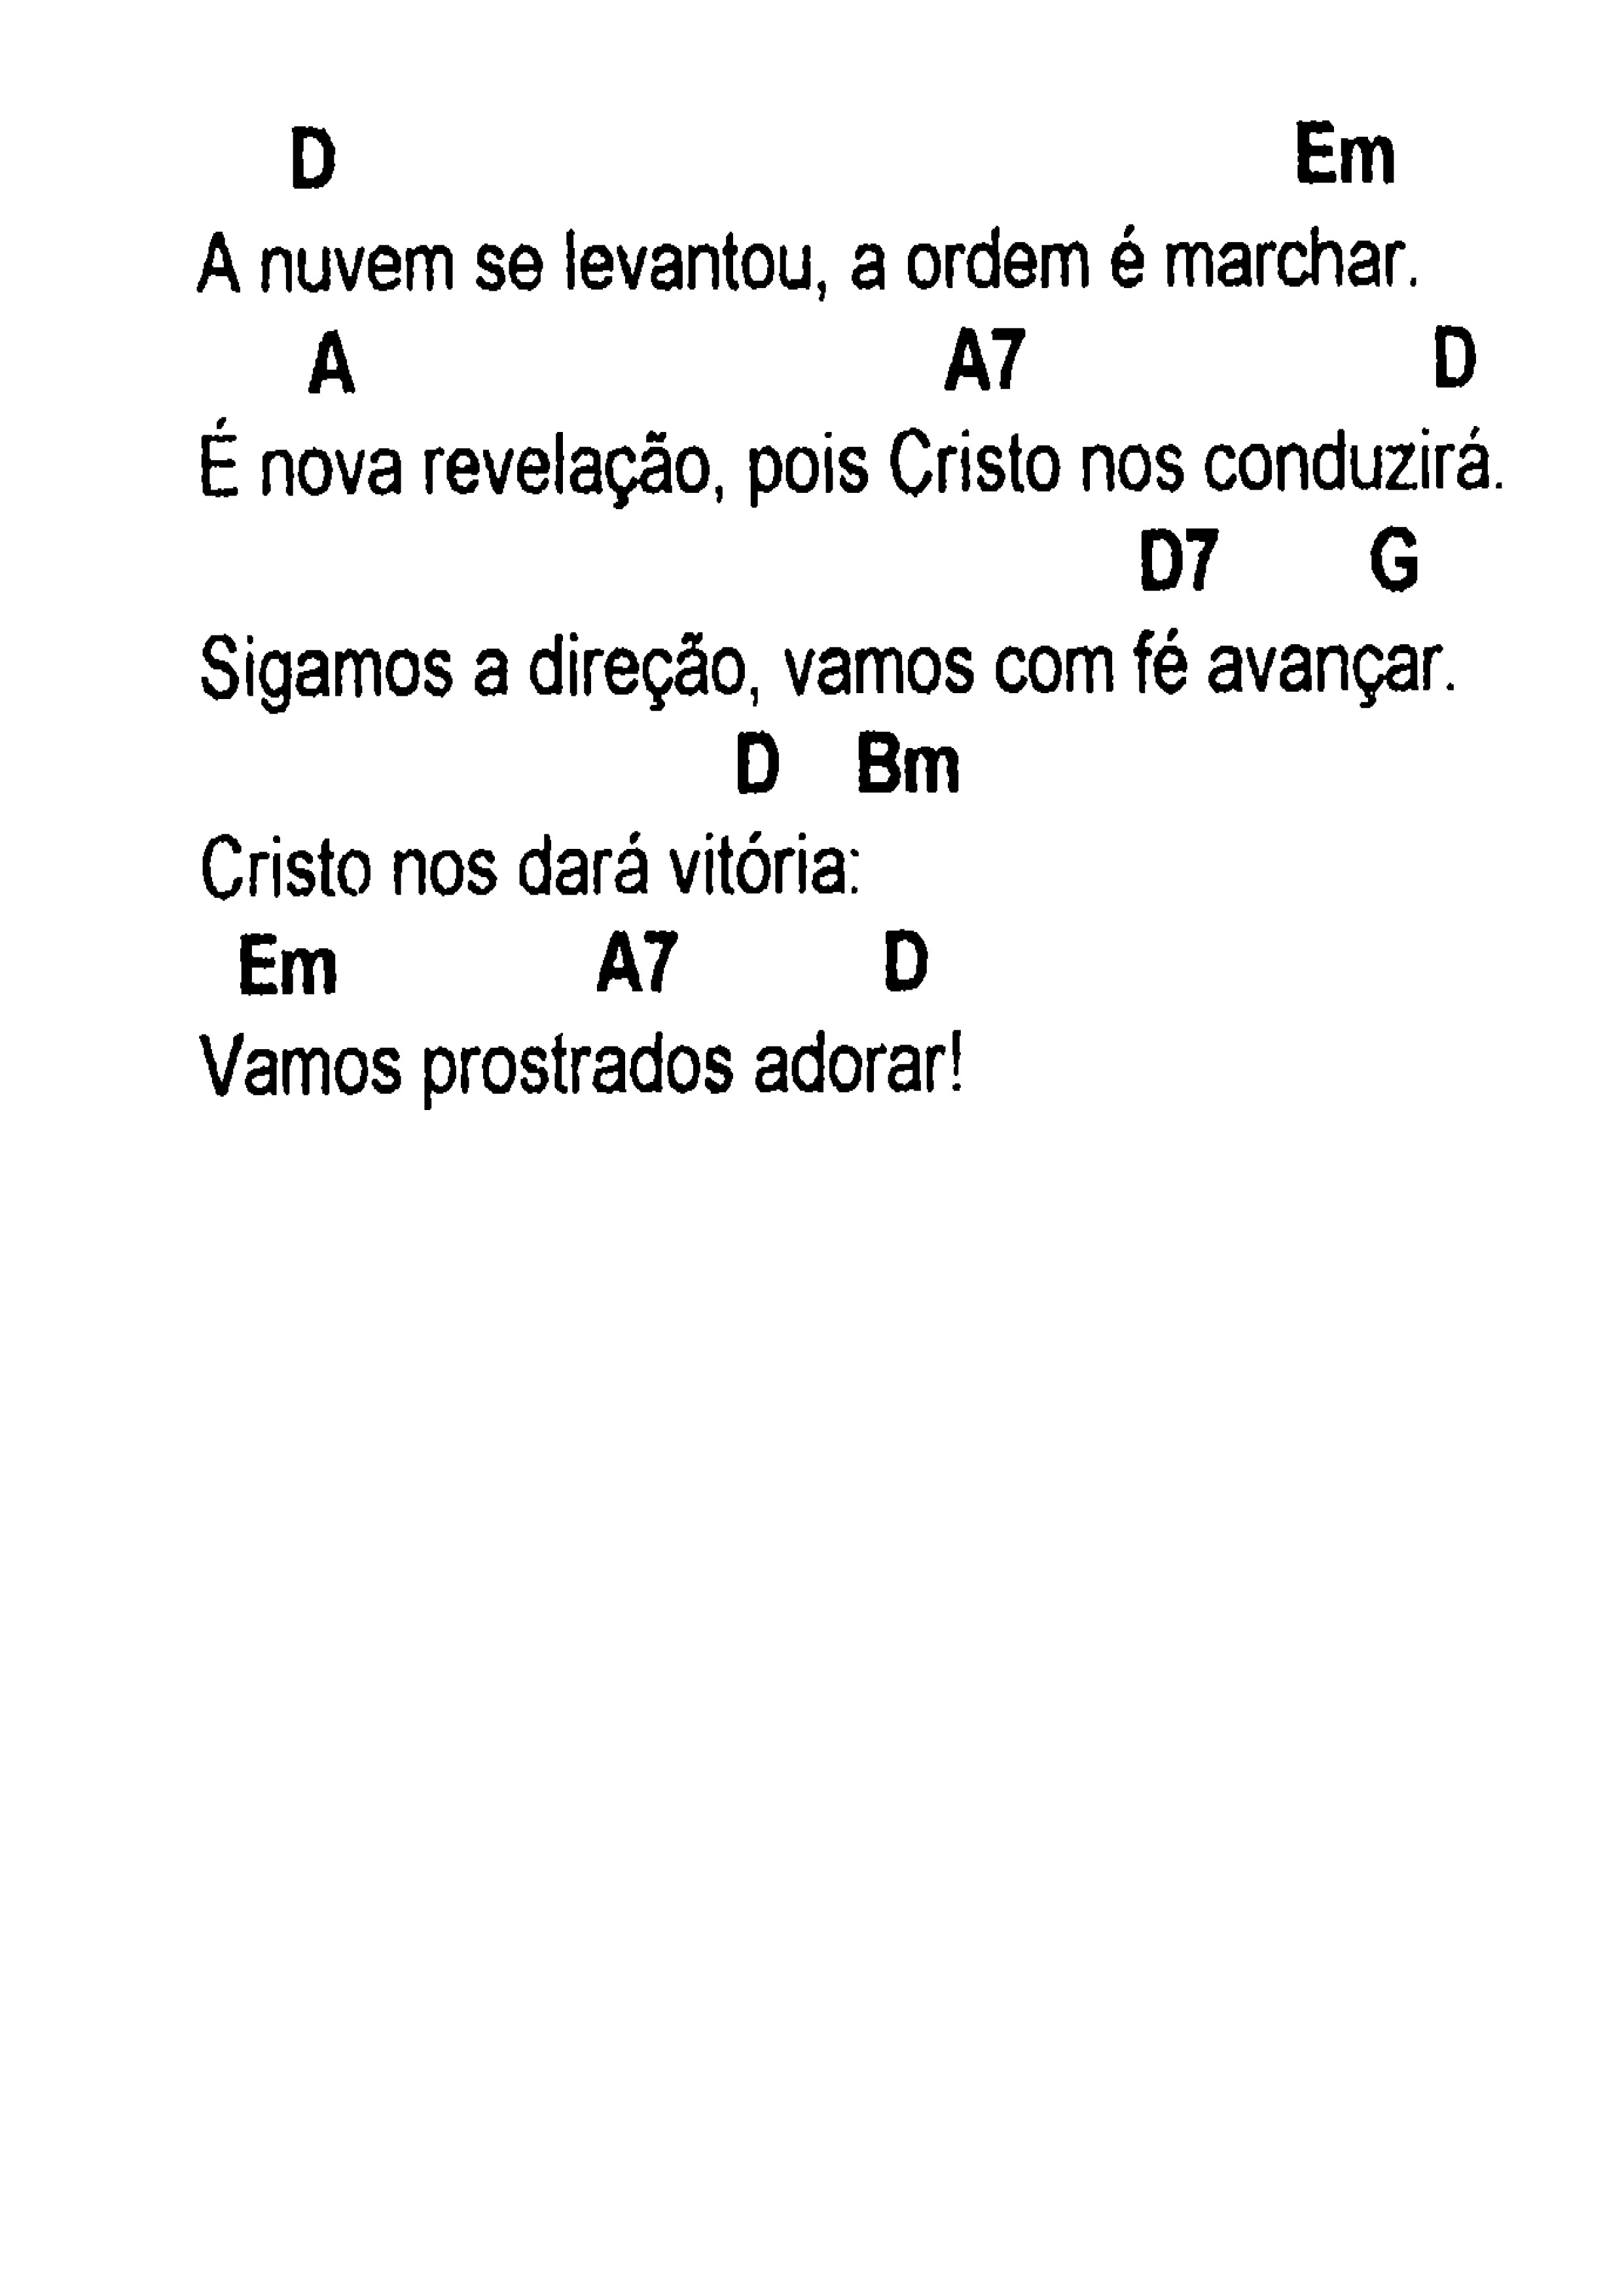 D Em
A nuvem se levantou, a ordem é marchar.
A A7 D
É nova revelação, pois Cristo nos conduzirá.
D7 G
Sigamos a direção, vamos com fé avançar.
D Bm
Cristo nos dará vitória:
Em A7 D
Vamos prostrados adorar!